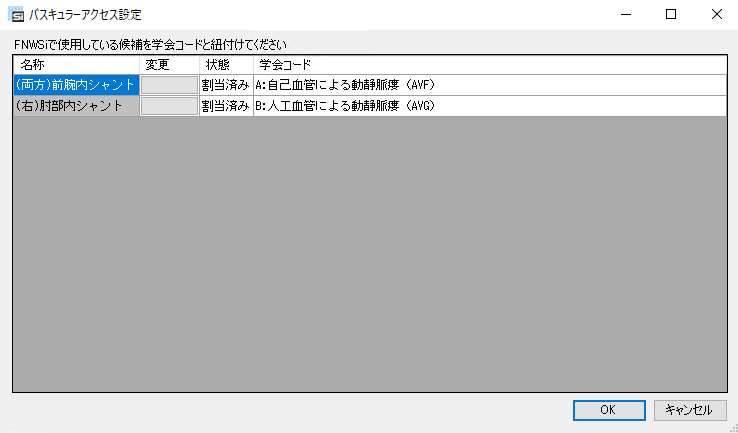 バスキュラーアクセス設定
FNWSiで使用している候補を学会コードと紐付けてください
名称 変更 状態 学会コード
(両方)前腕内シャント 割当済み A:自己血管による動静脈瘻（AVF）
(右)肘部内シャント 割当済み B:人工血管による動静脈瘻（AVG）
OK キャンセル